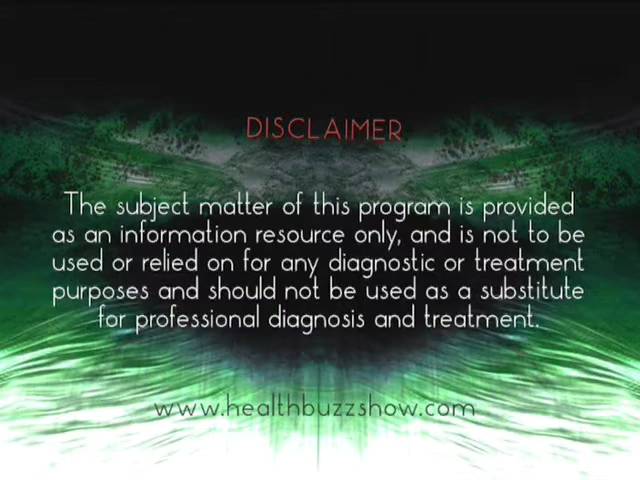 DISCLAIMER
The subject matter of this program is provided
as an information resource only, and is not to be
used or relied on for any diagnostic or treatment
purposes and should not be used as a substitute
for professional diagnosis and treatment.
www.healthbuzzshow.com